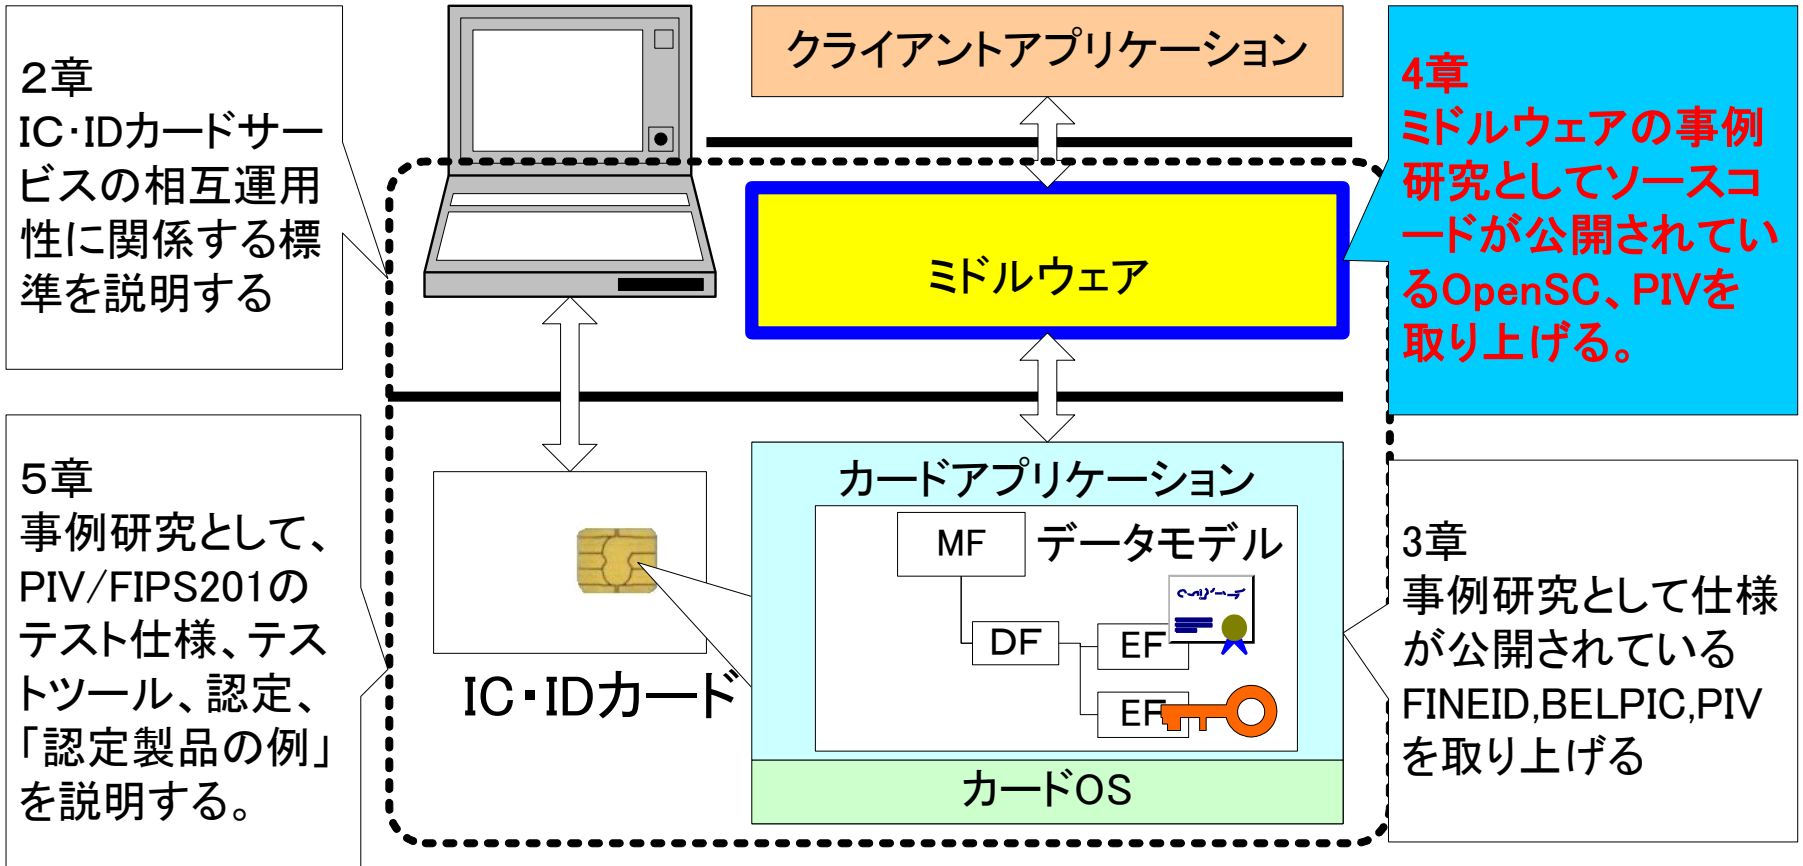 ２章
IC・IDカードサー
ビスの相互運用
性に関係する標
準を説明する
クライアントアプリケーション
ミドルウェア
4章
ミドルウェアの事例
研究としてソースコ
ードが公開されてい
るOpenSC、PIVを
取り上げる。
５章
事例研究として、
PIV/FIPS201の
テスト仕様、テス
トツール、認定、
「認定製品の例」
を説明する。
IC・IDカード
カードアプリケーション
MF
データモデル
DF
EF
EF
カードOS
3章
事例研究として仕様
が公開されている
FINEID,BELPIC,PIV
を取り上げる